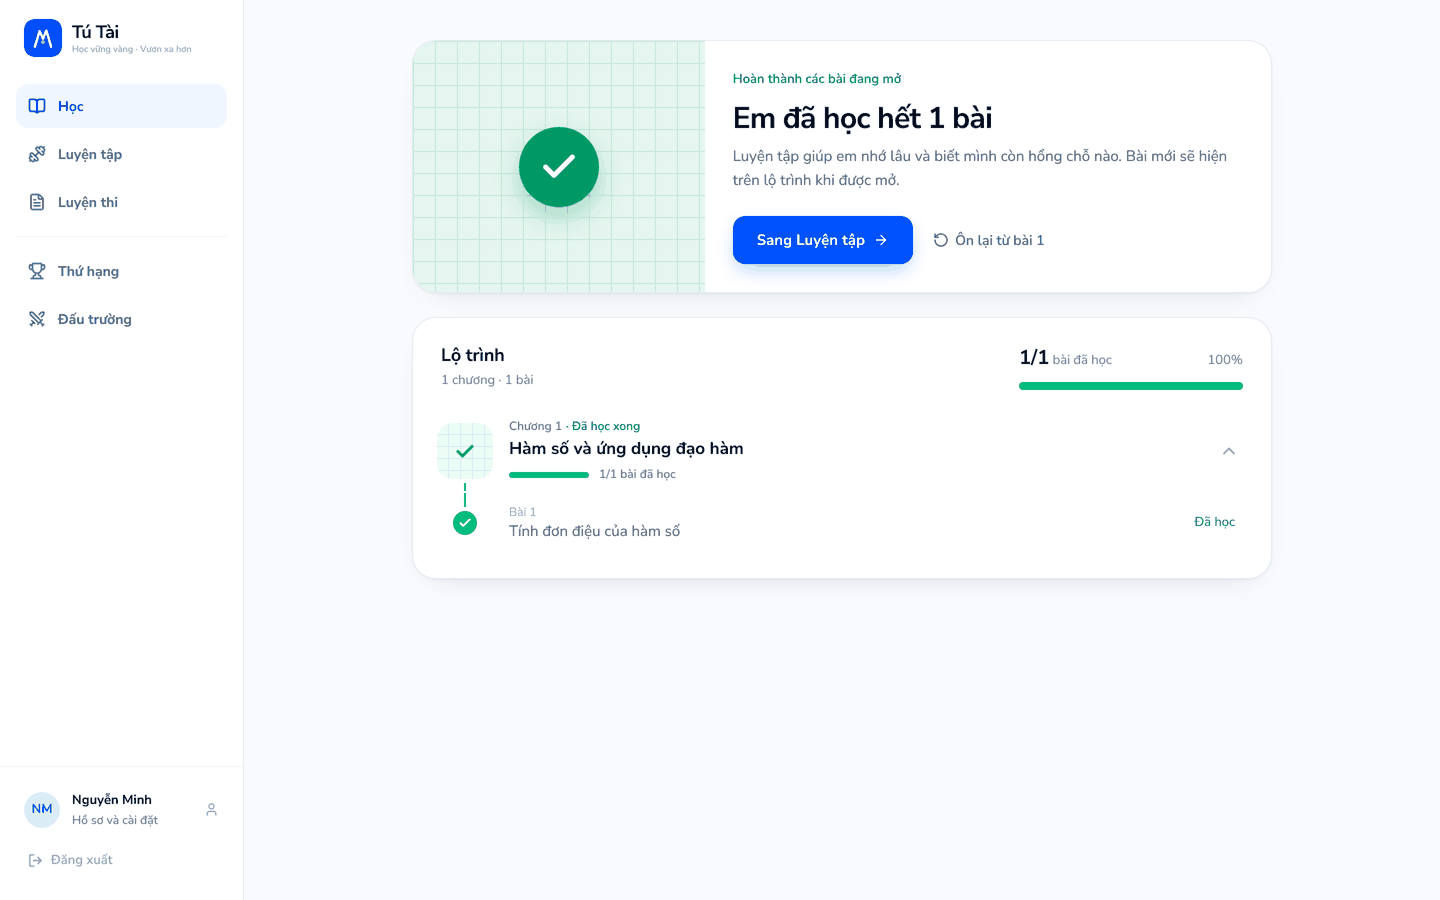 Tú Tài
Học vững vàng · Vươn xa hơn
Học
Luyện tập
Luyện thi
Thứ hạng
Đấu trường
NM
Nguyễn Minh
Hồ sơ và cài đặt
Đăng xuất
Hoàn thành các bài đang mở
Em đã học hết 1 bài
Luyện tập giúp em nhớ lâu và biết mình còn hổng chỗ nào. Bài mới sẽ hiện
trên lộ trình khi được mở.
Sang Luyện tập →
Ôn lại từ bài 1
Lộ trình
1 chương · 1 bài
1/1 bài đã học 100%
Chương 1 · Đã học xong
Hàm số và ứng dụng đạo hàm
1/1 bài đã học
Bài 1
Tính đơn điệu của hàm số
Đã học